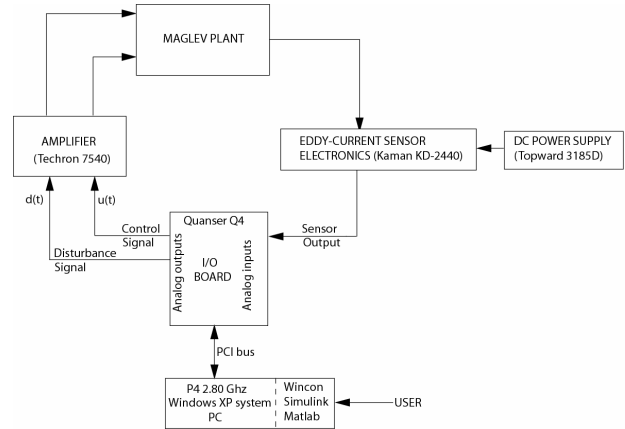 MAGLEV PLANT
AMPLIFIER
(Techron 7540)
EDDY-CURRENT SENSOR
ELECTRONICS (Kaman KD-2440)
DC POWER SUPPLY
(Topward 3185D)
d(t)
u(t)
Control
Signal
Disturbance
Signal
Quanser Q4
Analog outputs
I/O
BOARD
Analog inputs
Sensor
Output
PCI bus
P4 2.80 Ghz
Windows XP system
PC
Wincon
Simulink
Matlab
USER